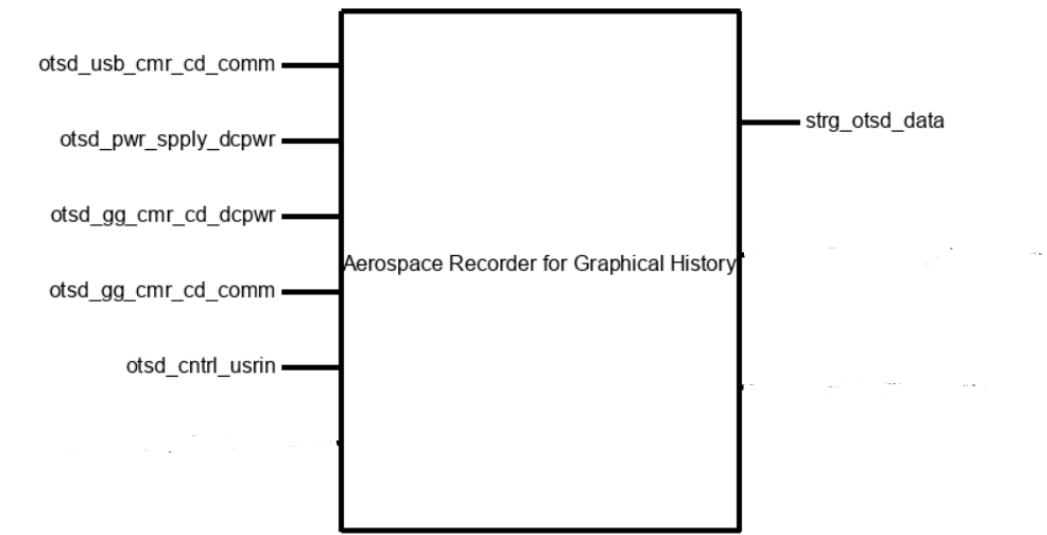 otsd_usb_cmr_cd_comm
otsd_pwr_spply_dcpwr
otsd_gg_cmr_cd_dcpwr
otsd_gg_cmr_cd_comm
otsd_cntrl_usrin
Aerospace Recorder for Graphical History
strg_otsd_data